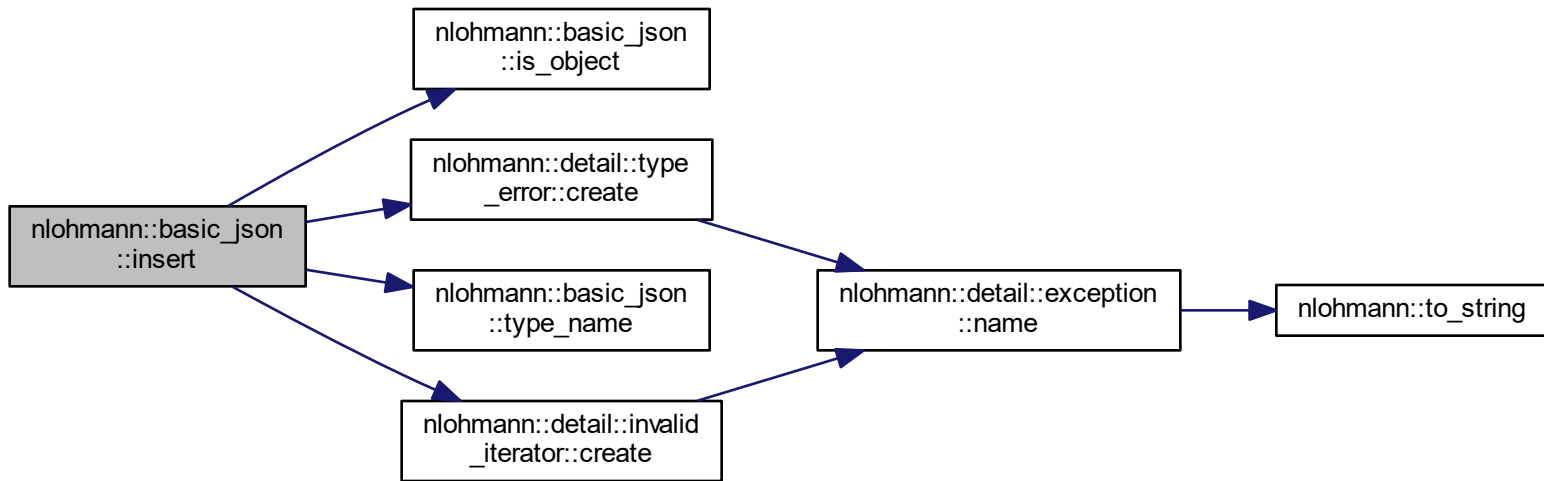 nlohmann::basic_json
::insert
nlohmann::basic_json
::is_object
nlohmann::detail::type
_error::create
nlohmann::basic_json
::type_name
nlohmann::detail::invalid
_iterator::create
nlohmann::detail::exception
::name
nlohmann::to_string